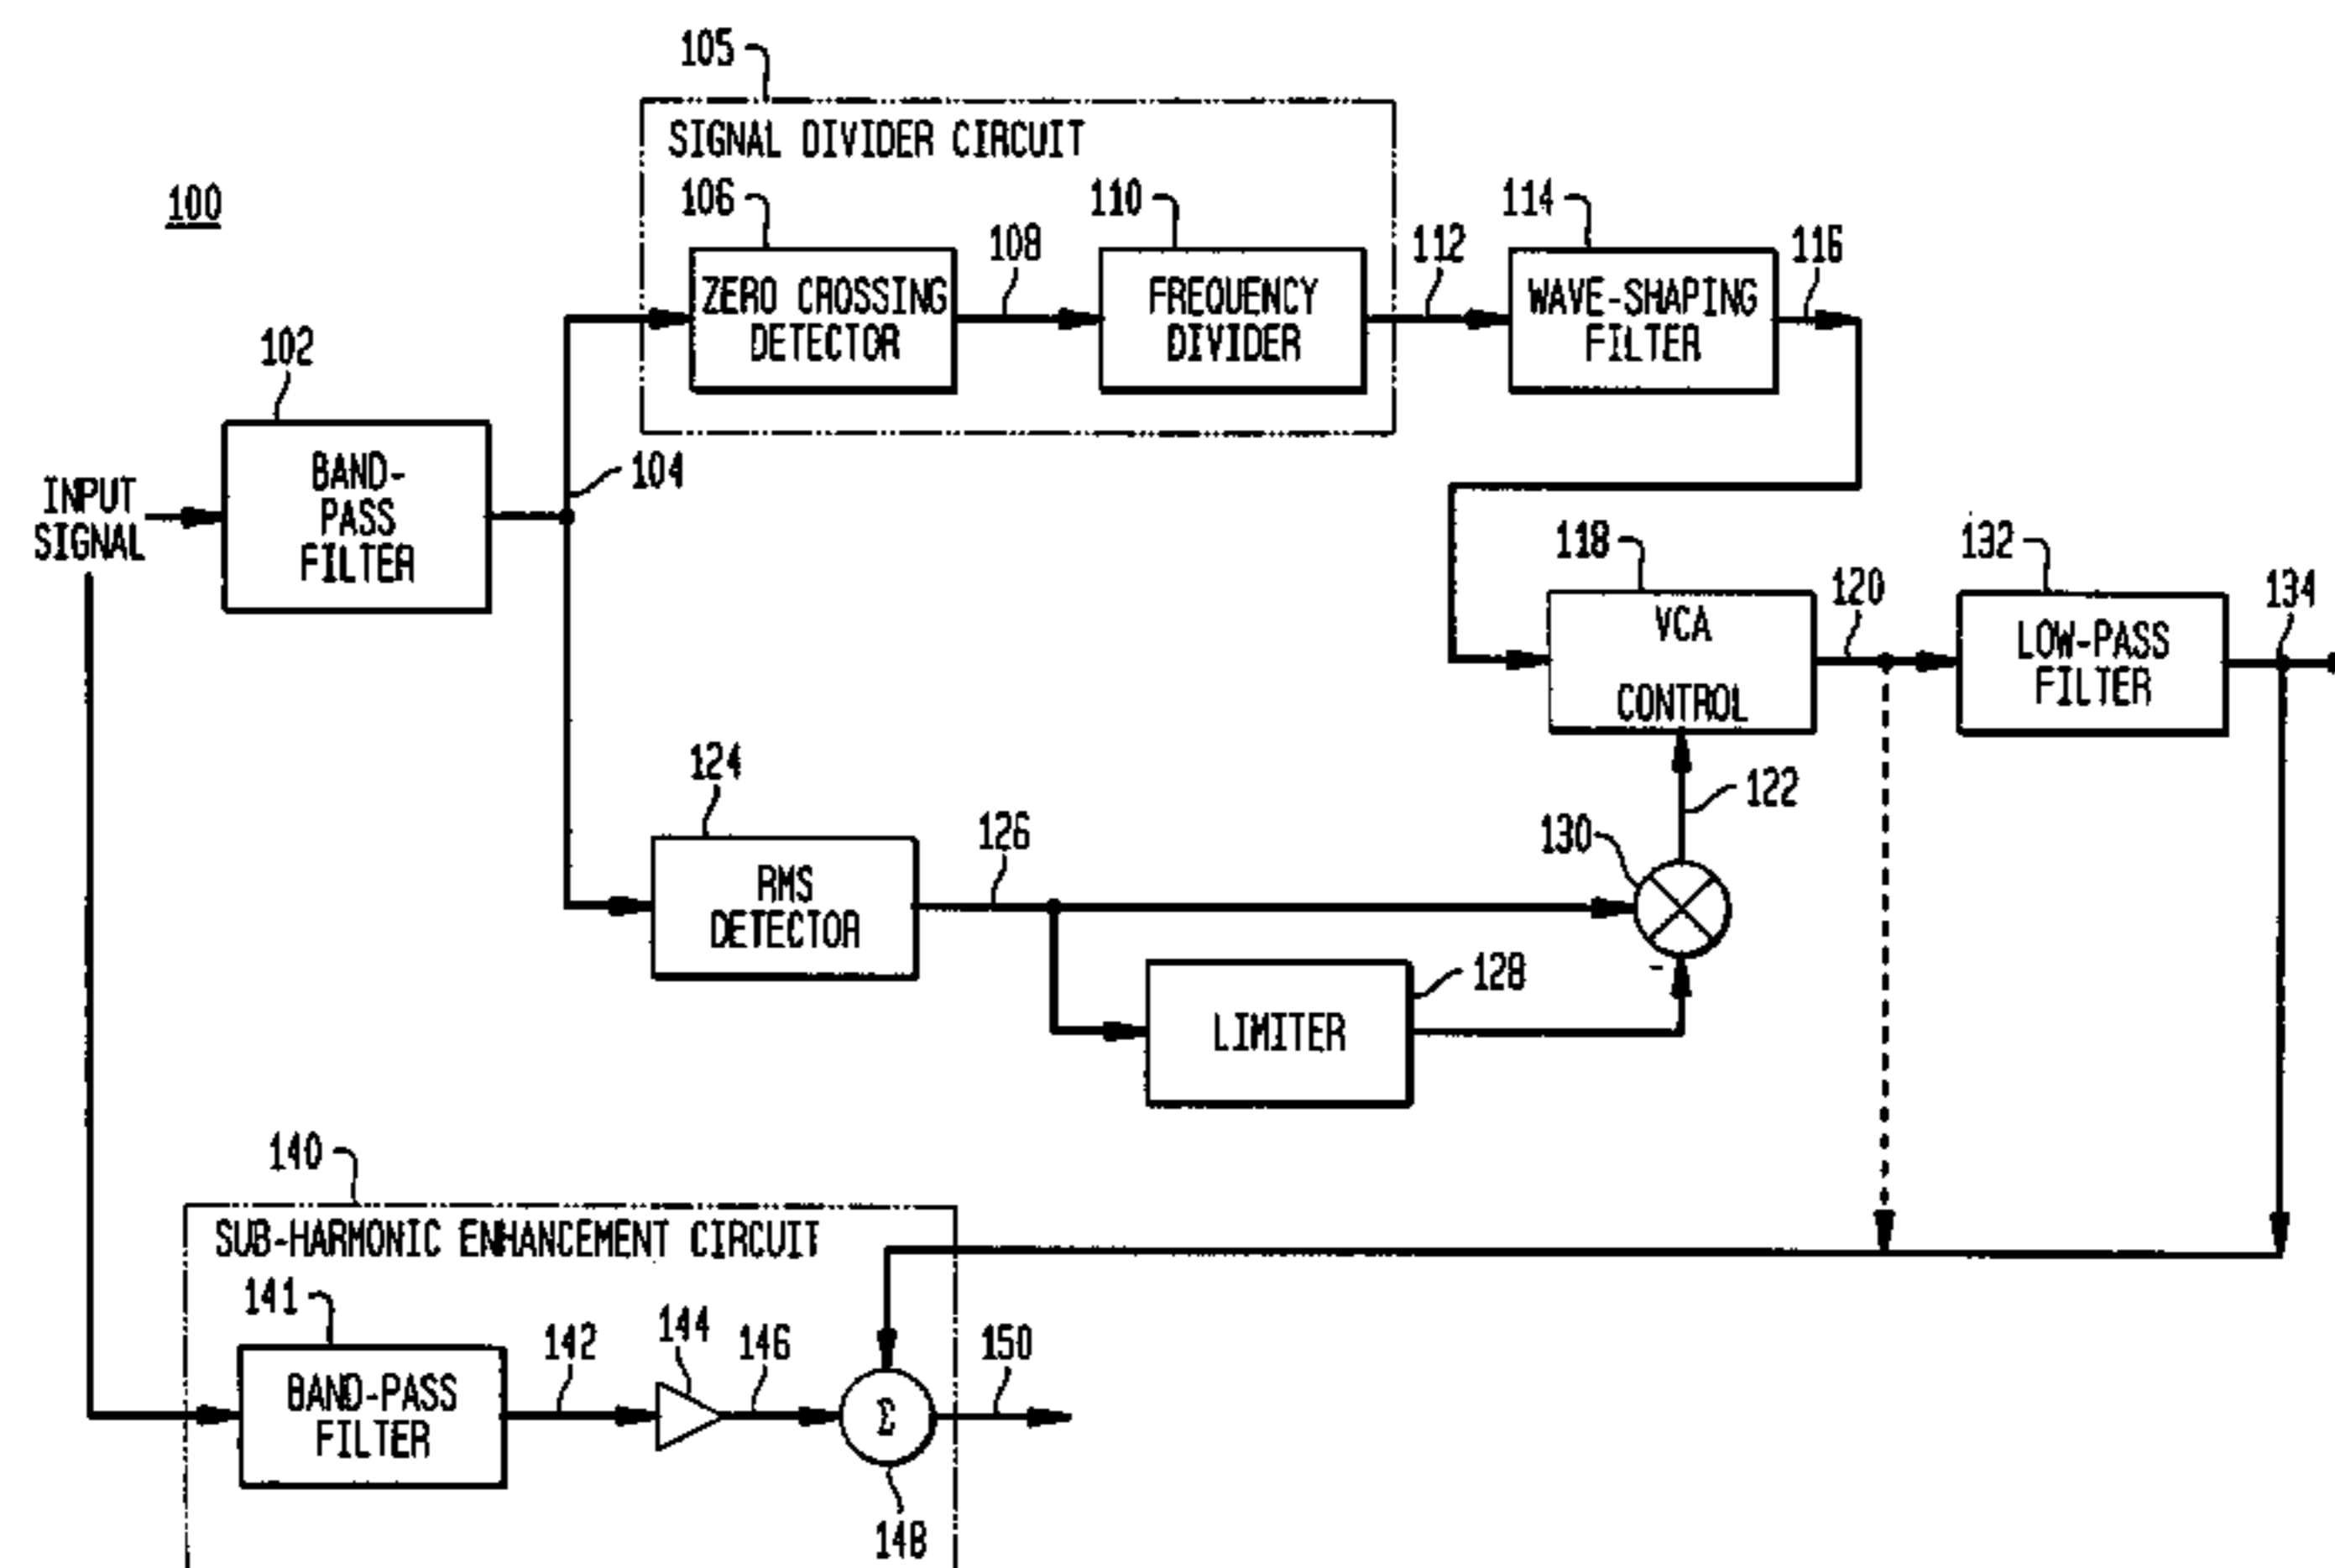 105
SIGNAL DIVIDER CIRCUIT
100
106
110
114
108
112
116
ZERO CROSSING
DETECTOR
FREQUENCY
DIVIDER
WAVE-SHAPING
FILTER
102
104
BAND-
PASS
FILTER
INPUT
SIGNAL
118
132
120
134
VCA
CONTROL
LOW-PASS
FILTER
124
122
126
130
RMS
DETECTOR
-
128
LIMITER
140
SUB-HARMONIC ENHANCEMENT CIRCUIT
141
142
144
146
150
BAND-PASS
FILTER
Σ
148